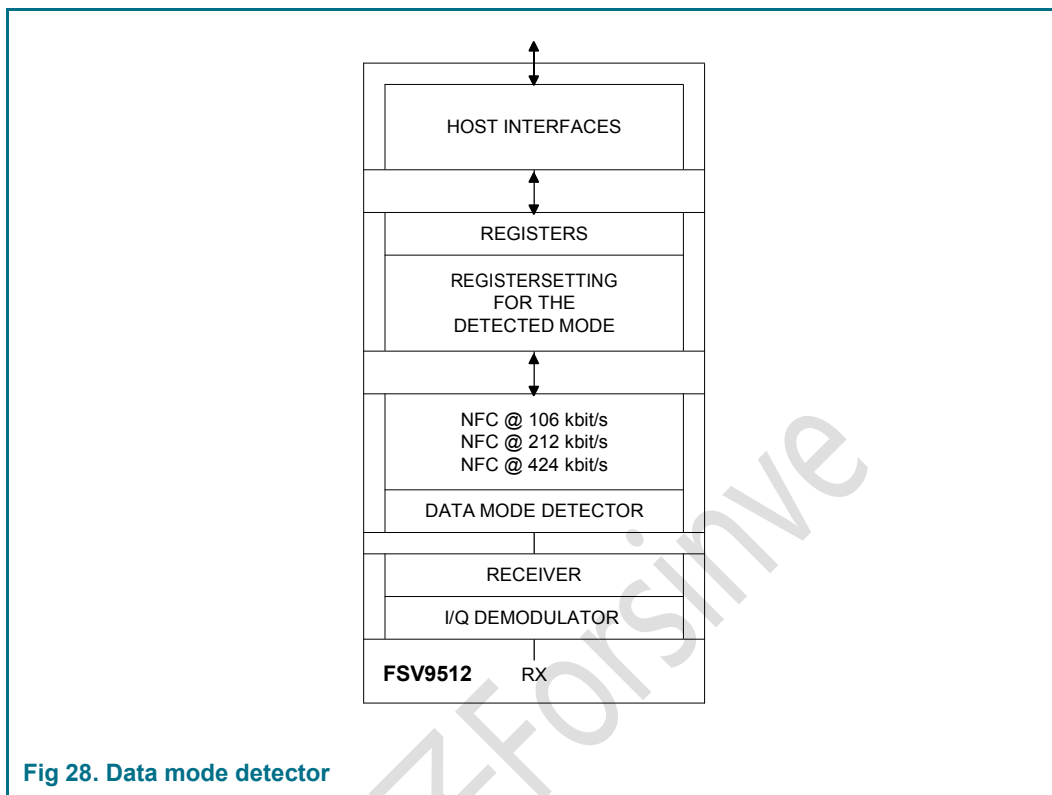 HOST INTERFACES
REGISTERS
REGISTERSETTING
FOR THE
DETECTED MODE
NFC @ 106 kbit/s
NFC @ 212 kbit/s
NFC @ 424 kbit/s
DATA MODE DETECTOR
RECEIVER
I/Q DEMODULATOR
FSV9512 RX
Z-Forsinve
Fig 28. Data mode detector